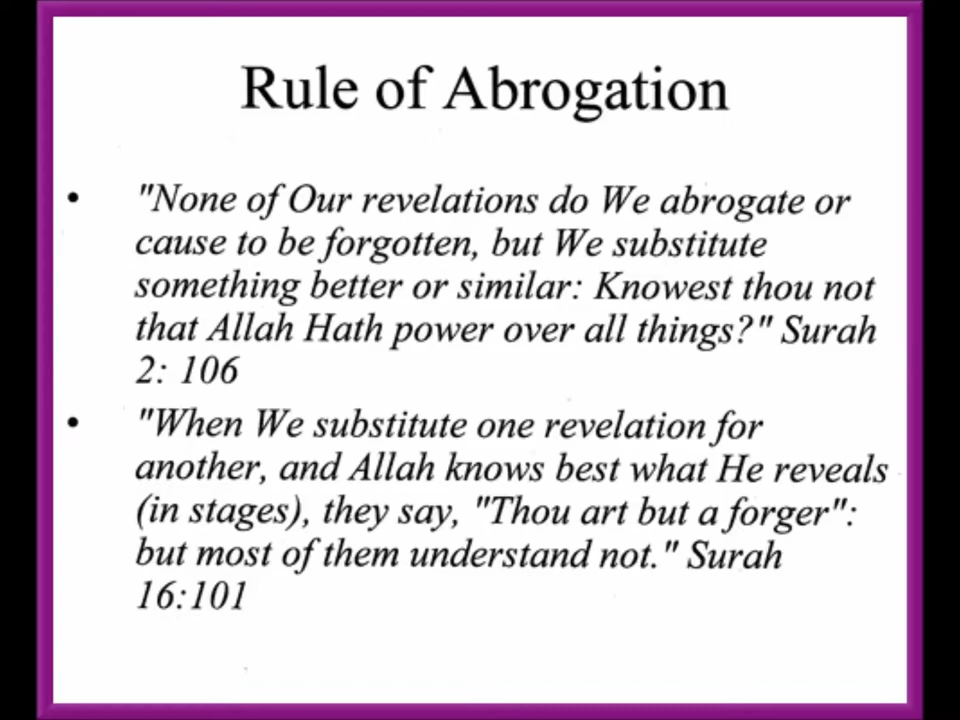 Rule of Abrogation
• "None of Our revelations do We abrogate or
cause to be forgotten, but We substitute
something better or similar: Knowest thou not
that Allah Hath power over all things?" Surah
2: 106
• "When We substitute one revelation for
another, and Allah knows best what He reveals
(in stages), they say, "Thou art but a forger":
but most of them understand not." Surah
16:101